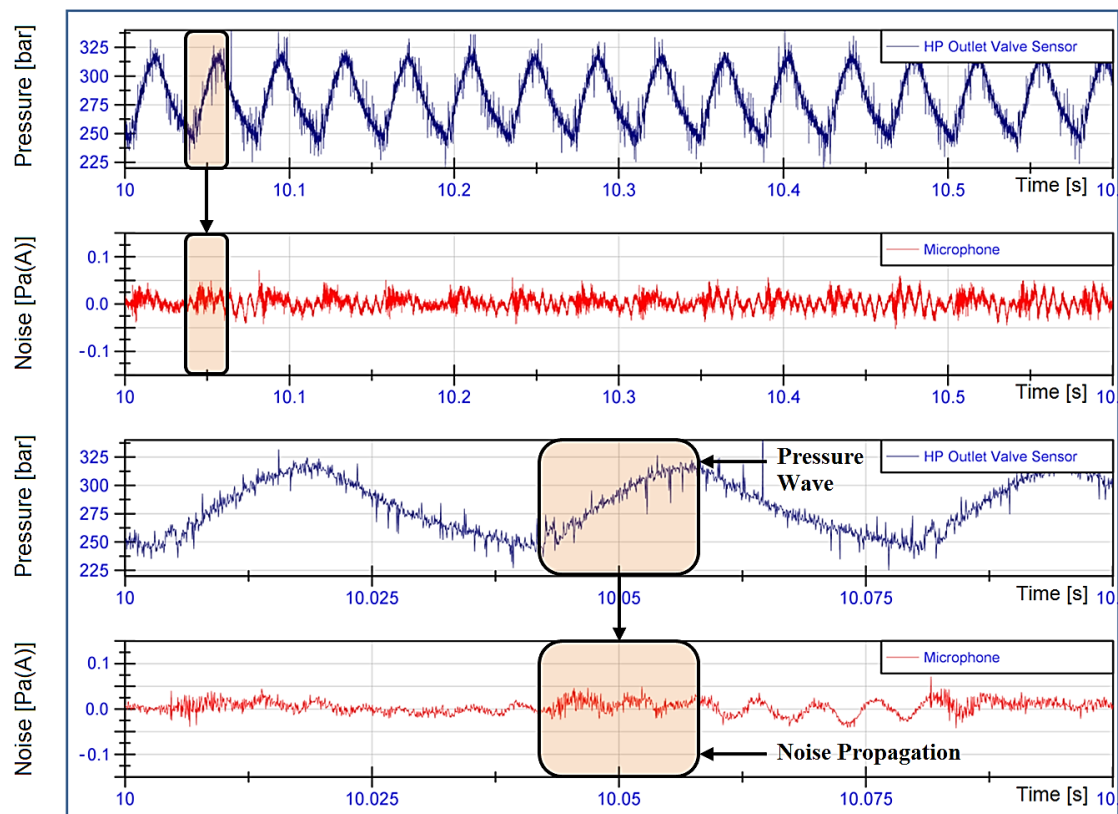 Pressure [bar]
325
300
275
250
225
HP Outlet Valve Sensor
10
10.1
10.2
10.3
10.4
10.5
Time [s]
10.
Noise [Pa(A)]
0.1
0.0
-0.1
Microphone
10
10.1
10.2
10.3
10.4
10.5
Time [s]
10.
Pressure [bar]
325
300
275
250
225
HP Outlet Valve Sensor
Pressure
Wave
10
10.025
10.05
10.075
Time [s]
10.
Noise [Pa(A)]
0.1
0.0
-0.1
Microphone
Noise Propagation
10
10.025
10.05
10.075
Time [s]
10.